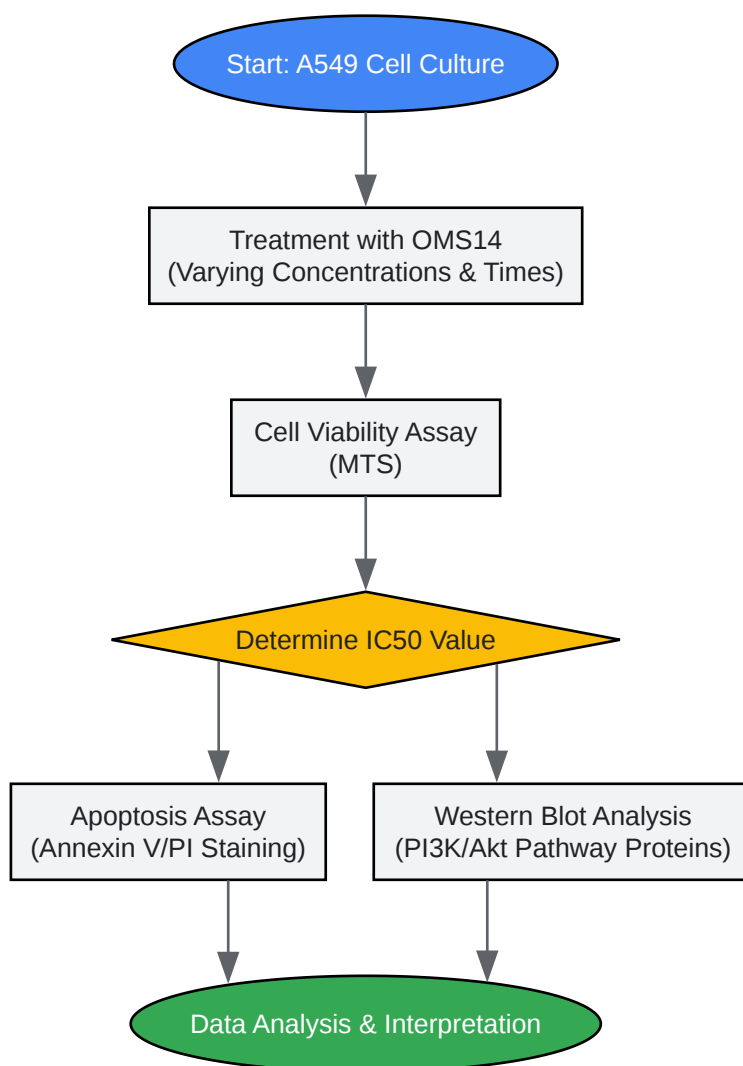 Start: A549 Cell Culture
Treatment with OMS14
(Varying Concentrations & Times)
Cell Viability Assay
(MTS)
Determine IC50 Value
Apoptosis Assay
(Annexin V/PI Staining)
Western Blot Analysis
(PI3K/Akt Pathway Proteins)
Data Analysis & Interpretation